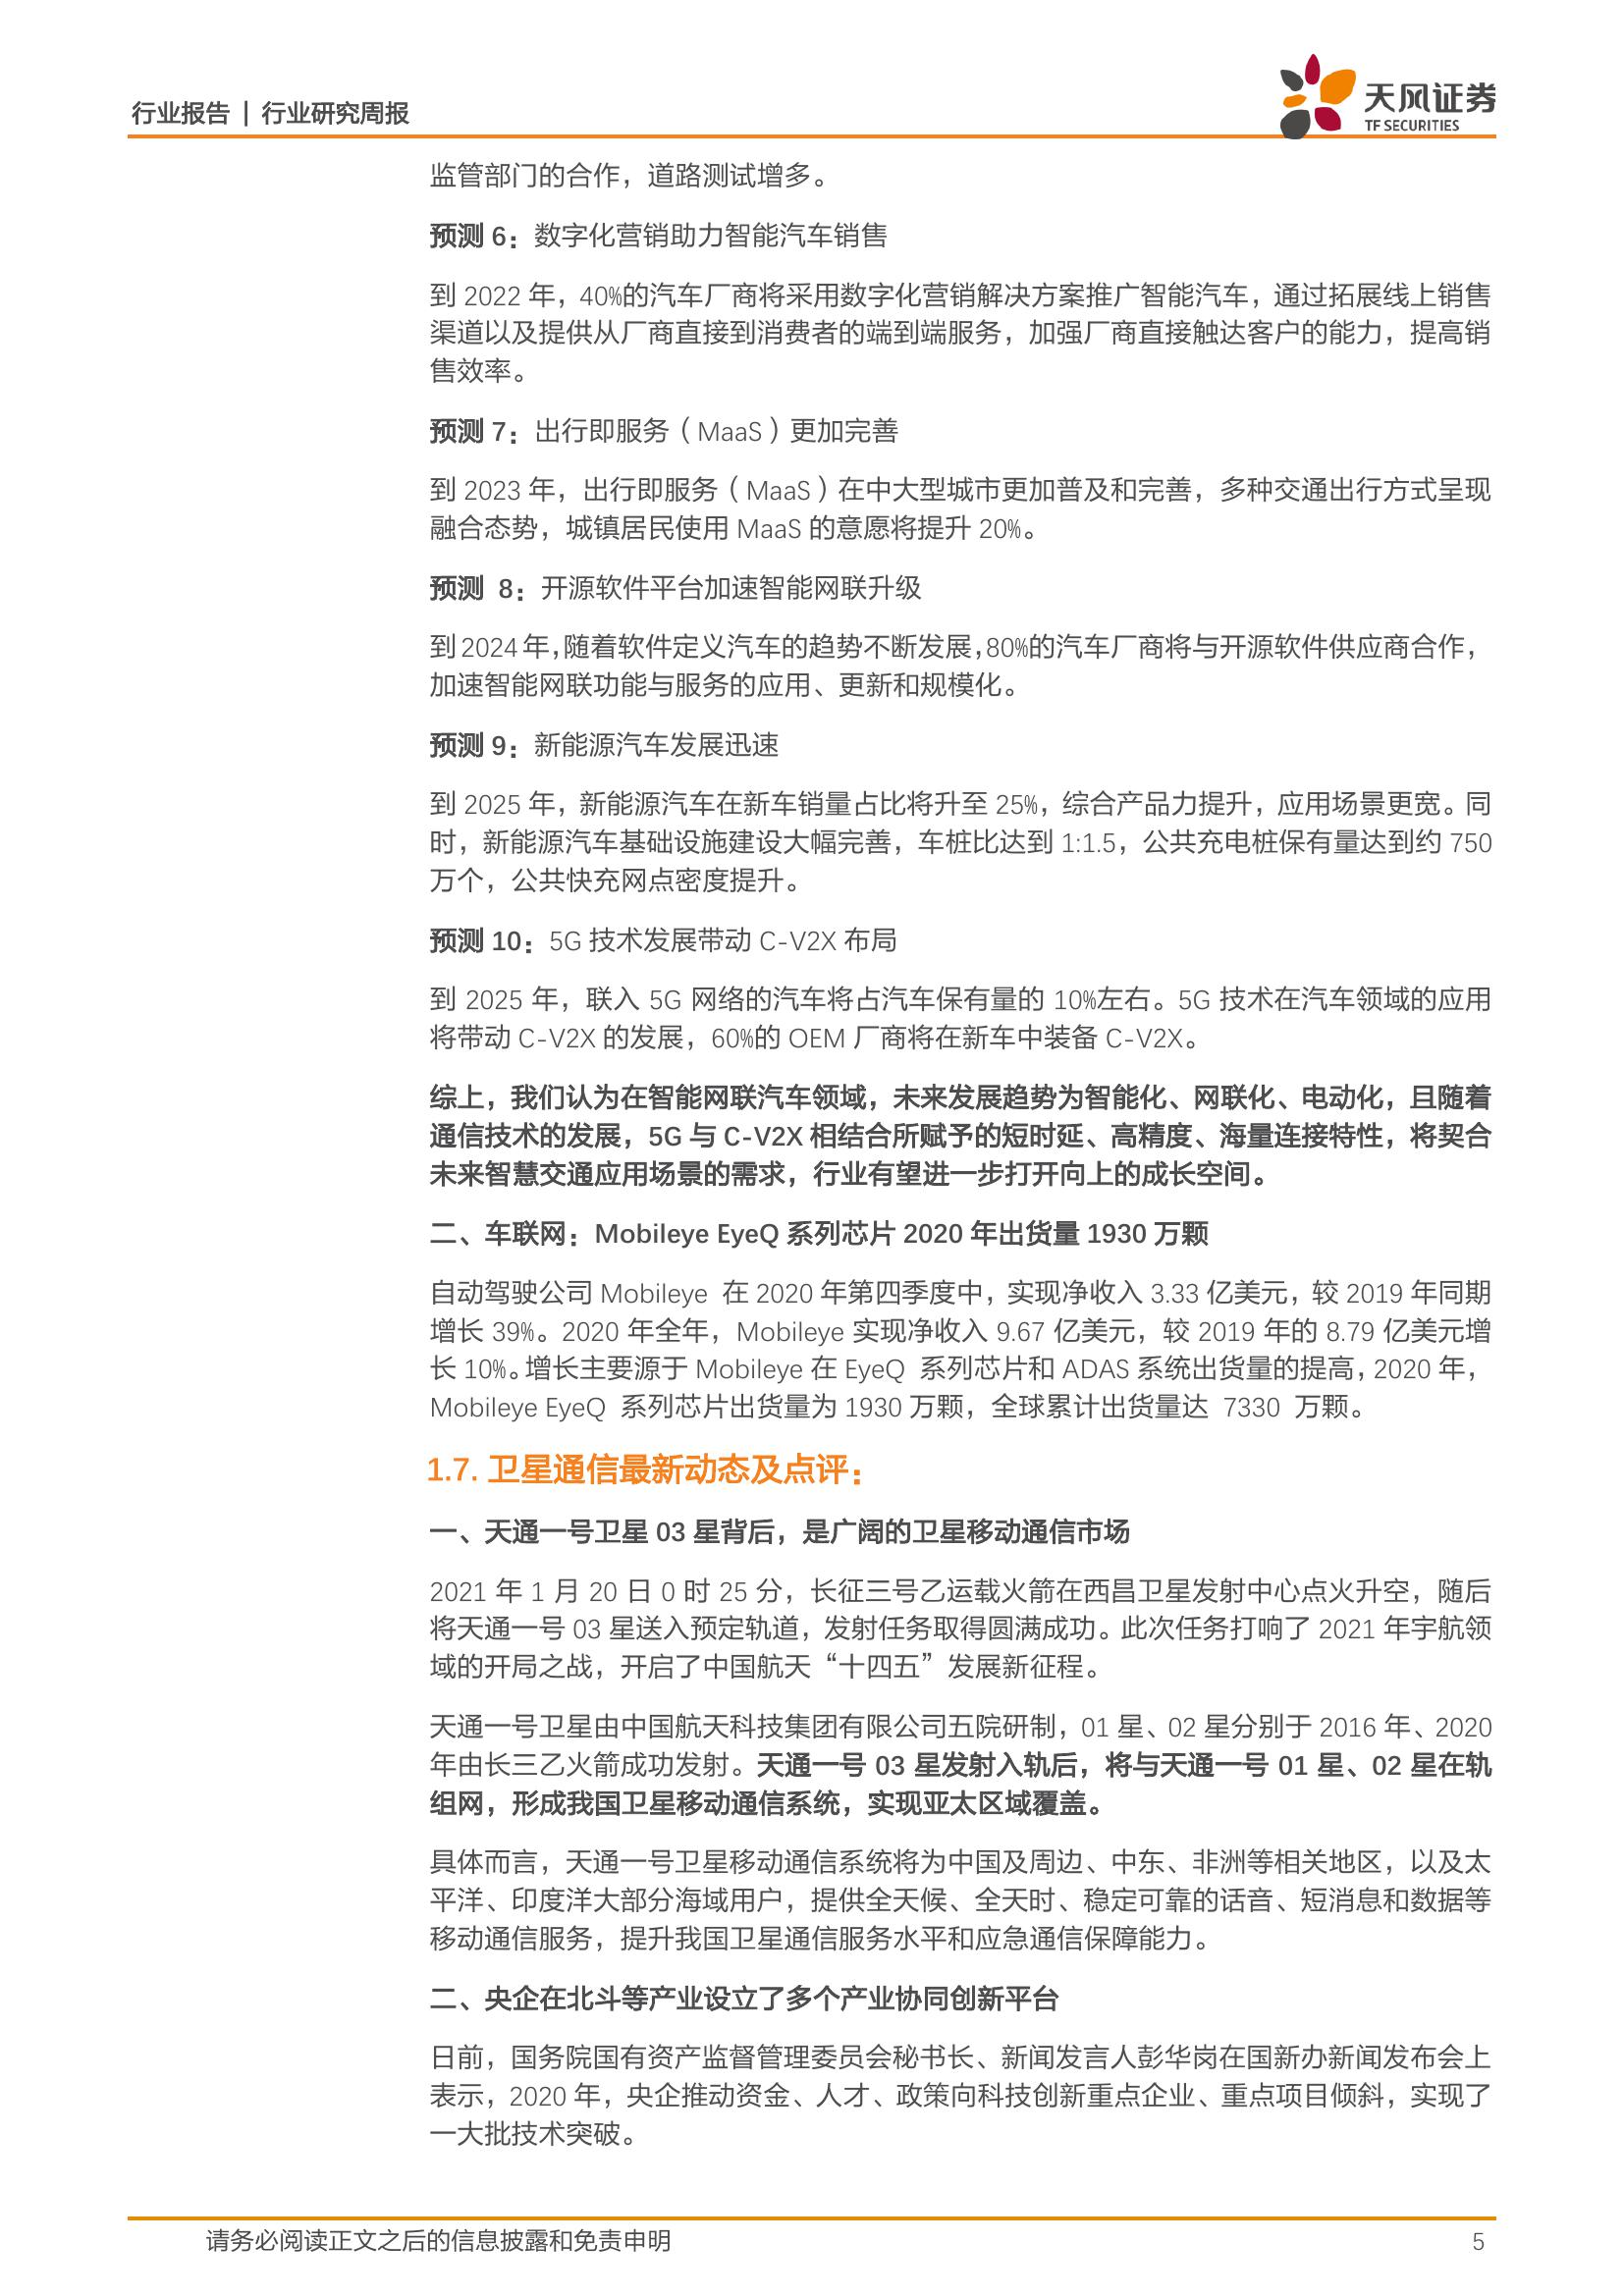 行业报告 | 行业研究周报
天风证券
TF SECURITIES
监管部门的合作，道路测试增多。
预测 6：数字化营销助力智能汽车销售
到 2022 年，40%的汽车厂商将采用数字化营销解决方案推广智能汽车，通过拓展线上销售
渠道以及提供从厂商直接到消费者的端到端服务，加强厂商直接触达客户的能力，提高销
售效率。
预测 7：出行即服务（MaaS）更加完善
到 2023 年，出行即服务（MaaS）在中大型城市更加普及和完善，多种交通出行方式呈现
融合态势，城镇居民使用 MaaS 的意愿将提升 20%。
预测 8：开源软件平台加速智能网联升级
到 2024 年，随着软件定义汽车的趋势不断发展，80%的汽车厂商将与开源软件供应商合作，
加速智能网联功能与服务的应用、更新和规模化。
预测 9：新能源汽车发展迅速
到 2025 年，新能源汽车在新车销量占比将升至 25%，综合产品力提升，应用场景更宽。同
时，新能源汽车基础设施建设大幅完善，车桩比达到 1:1.5，公共充电桩保有量达到约 750
万个，公共快充网点密度提升。
预测 10：5G 技术发展带动 C-V2X 布局
到 2025 年，联入 5G 网络的汽车将占汽车保有量的 10%左右。5G 技术在汽车领域的应用
将带动 C-V2X 的发展，60%的 OEM 厂商将在新车中装备 C-V2X。
综上，我们认为在智能网联汽车领域，未来发展趋势为智能化、网联化、电动化，且随着
通信技术的发展，5G 与 C-V2X 相结合所赋予的短时延、高精度、海量连接特性，将契合
未来智慧交通应用场景的需求，行业有望进一步打开向上的成长空间。
二、车联网：Mobileye EyeQ 系列芯片 2020 年出货量 1930 万颗
自动驾驶公司 Mobileye 在 2020 年第四季度中，实现净收入 3.33 亿美元，较 2019 年同期
增长 39%。2020 年全年，Mobileye 实现净收入 9.67 亿美元，较 2019 年的 8.79 亿美元增
长 10%。增长主要源于 Mobileye 在 EyeQ 系列芯片和 ADAS 系统出货量的提高，2020 年，
Mobileye EyeQ 系列芯片出货量为 1930 万颗，全球累计出货量达 7330 万颗。
1.7. 卫星通信最新动态及点评：
一、天通一号卫星 03 星背后，是广阔的卫星移动通信市场
2021 年 1 月 20 日 0 时 25 分，长征三号乙运载火箭在西昌卫星发射中心点火升空，随后
将天通一号 03 星送入预定轨道，发射任务取得圆满成功。此次任务打响了 2021 年宇航领
域的开局之战，开启了中国航天“十四五”发展新征程。
天通一号卫星由中国航天科技集团有限公司五院研制，01 星、02 星分别于 2016 年、2020
年由长三乙火箭成功发射。天通一号 03 星发射入轨后，将与天通一号 01 星、02 星在轨
组网，形成我国卫星移动通信系统，实现亚太区域覆盖。
具体而言，天通一号卫星移动通信系统将为中国及周边、中东、非洲等相关地区，以及太
平洋、印度洋大部分海域用户，提供全天候、全天时、稳定可靠的话音、短消息和数据等
移动通信服务，提升我国卫星通信服务水平和应急通信保障能力。
二、央企在北斗等产业设立了多个产业协同创新平台
日前，国务院国有资产监督管理委员会秘书长、新闻发言人彭华岗在国新办新闻发布会上
表示，2020 年，央企推动资金、人才、政策向科技创新重点企业、重点项目倾斜，实现了
一大批技术突破。
请务必阅读正文之后的信息披露和免责申明
5